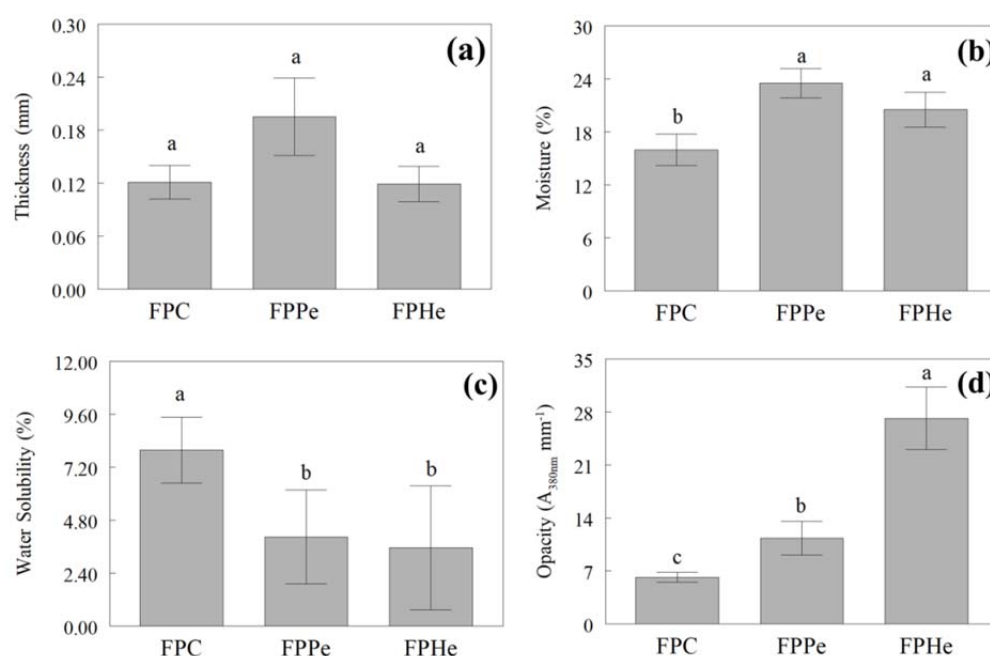 (a)
Thickness (mm)
0.30
0.24
0.18
0.12
0.06
0.00
a
a
a
FPC FPPe FPHe
(b)
Moisture (%)
30
24
18
12
6
0
b
a
a
FPC FPPe FPHe
(c)
Water Solubility (%)
12.00
9.60
7.20
4.80
2.40
0.00
a
b
b
FPC FPPe FPHe
(d)
Opacity (A380nm mm-1)
35
28
21
14
7
0
c
b
a
FPC FPPe FPHe